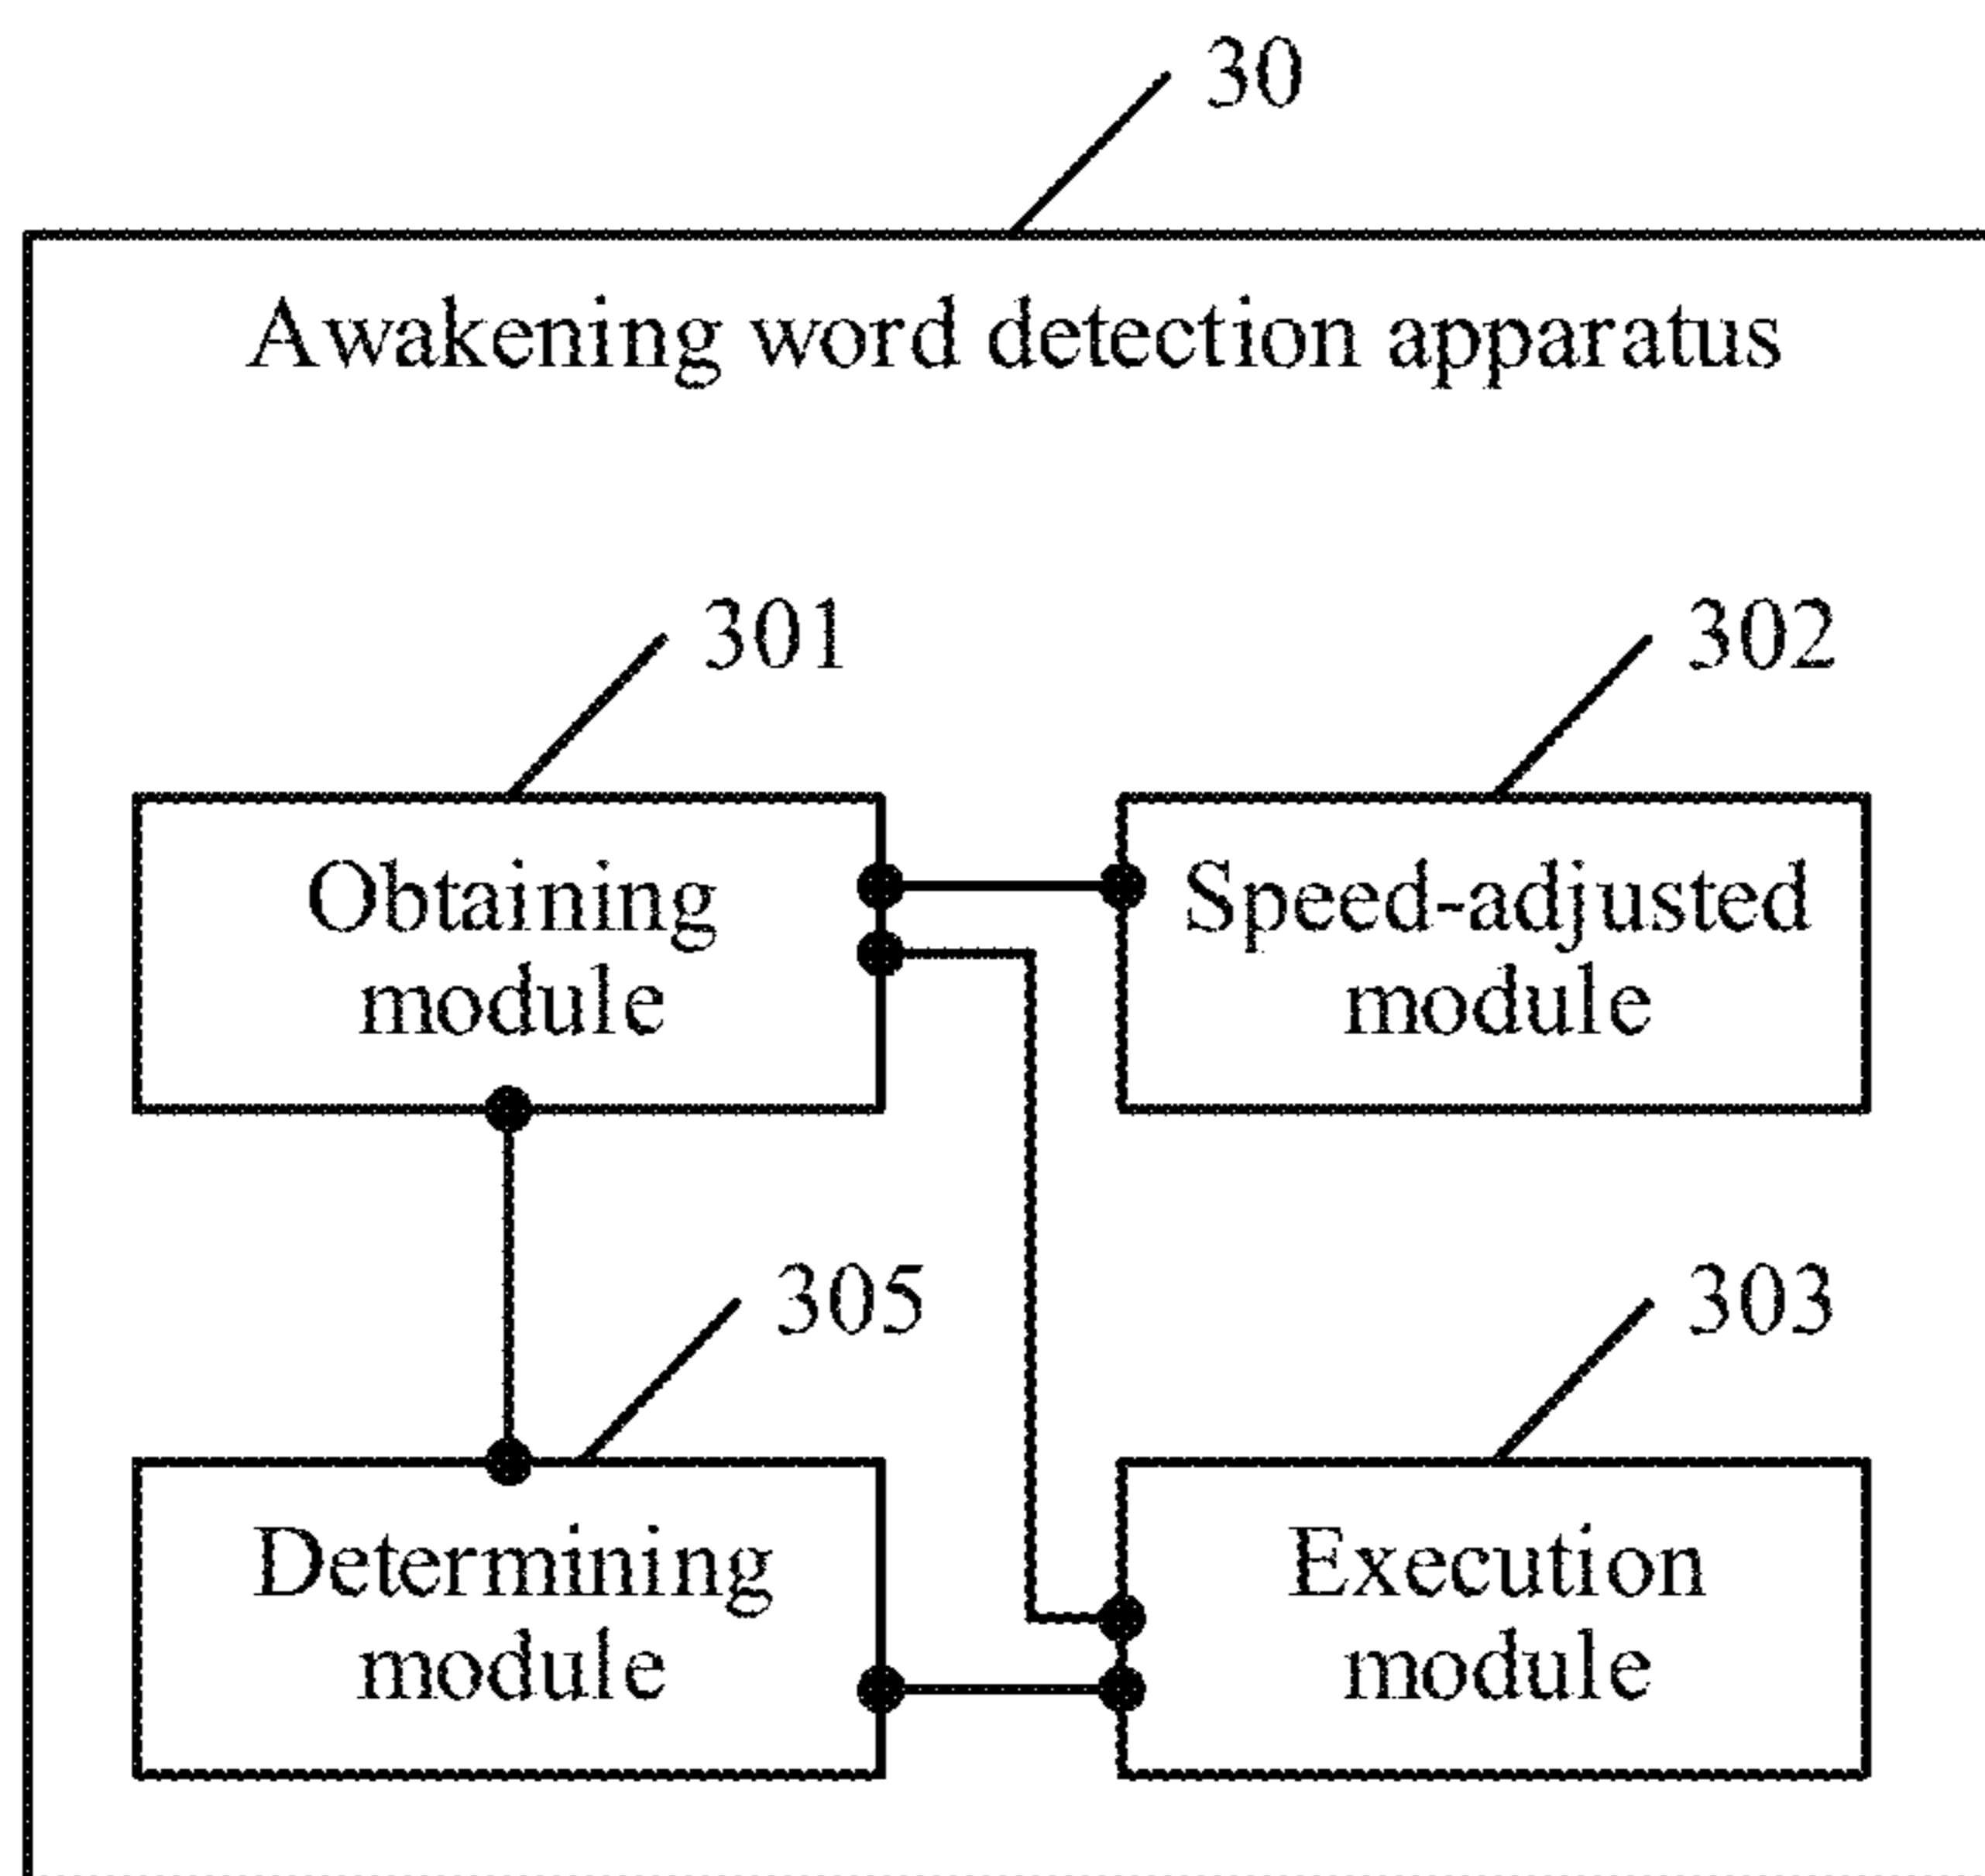 30
Awakening word detection apparatus
301
302
Obtaining
module
Speed-adjusted
module
305
303
Determining
module
Execution
module